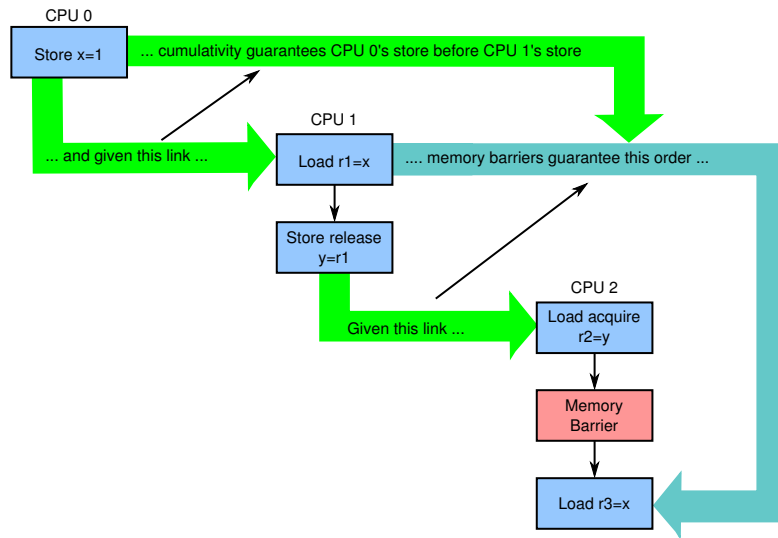 CPU 0
Store x=1
... cumulativity guarantees CPU 0's store before CPU 1's store
CPU 1
... and given this link ...
Load r1=x
.... memory barriers guarantee this order ...
Store release
y=r1
CPU 2
Given this link ...
Load acquire
r2=y
Memory
Barrier
Load r3=x